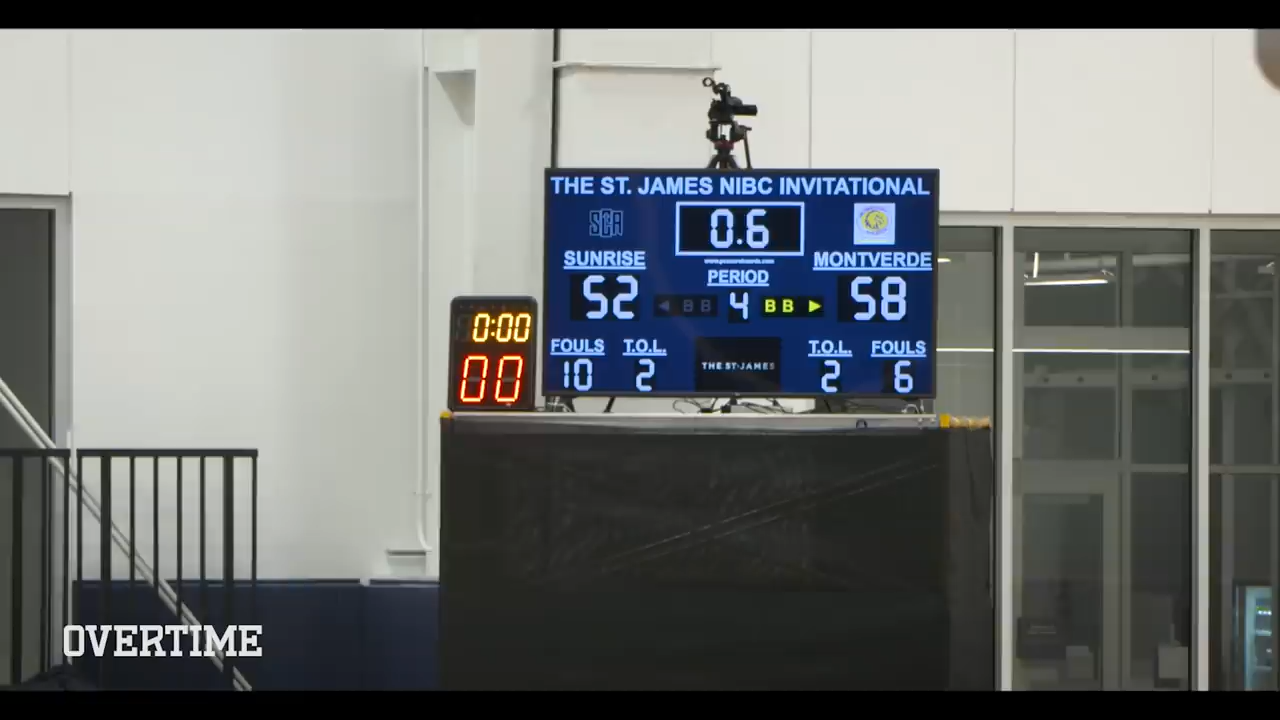 THE ST. JAMES NIBC INVITATIONAL
SCA
0.6
SUNRISE
MONTVERDE
PERIOD
52
◀ B B
4
B B ▶
58
0:00
00
FOULS
T.O.L.
T.O.L.
FOULS
10
2
THE ST·JAMES
2
6
OVERTIME